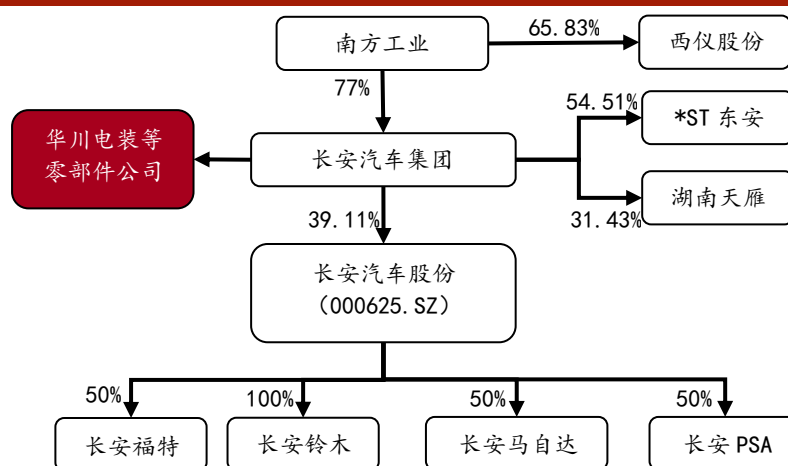 南方工业
65.83%
西仪股份
77%
华川电装等
零部件公司
长安汽车集团
54.51%
*ST 东安
31.43%
湖南天雁
39.11%
长安汽车股份
(000625.SZ)
50%
100%
50%
50%
长安福特
长安铃木
长安马自达
长安 PSA